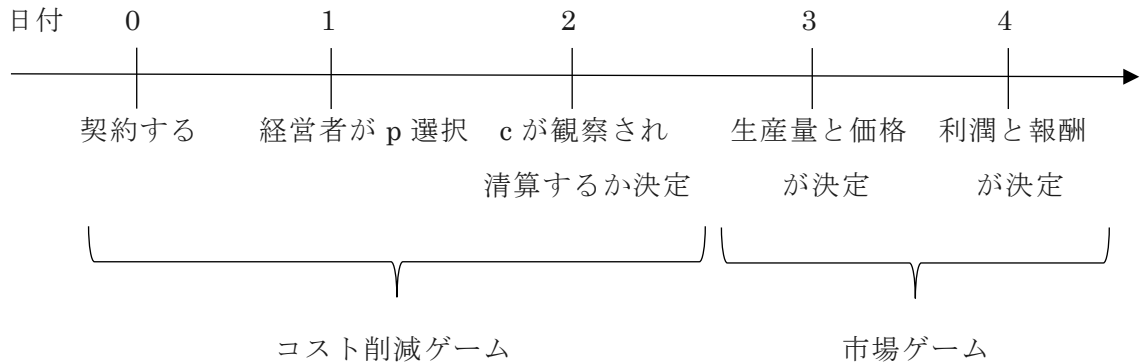 日付 0 1 2 3 4
契約する 経営者が p 選択 c が観察され 生産量と価格 利潤と報酬
清算するか決定 が決定 が決定
コスト削減ゲーム 市場ゲーム